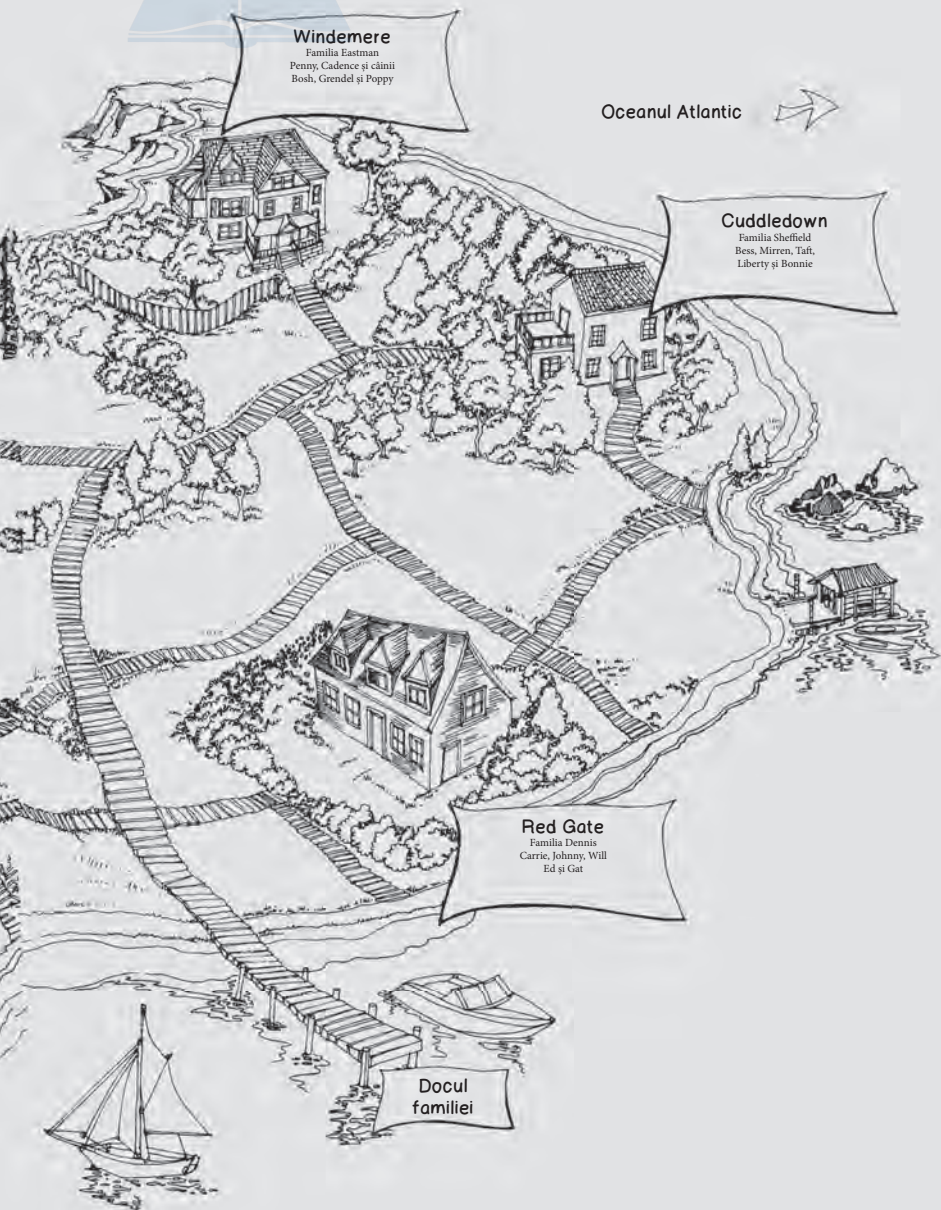 Windemere
Familia Eastman
Penny, Cadence și câinii
Bosh, Grendel și Poppy
Oceanul Atlantic
Cuddledown
Familia Sheffield
Bess, Mirren, Taft,
Liberty și Bonnie
Red Gate
Familia Dennis
Carrie, Johnny, Will
Ed și Gat
Docul
familiei